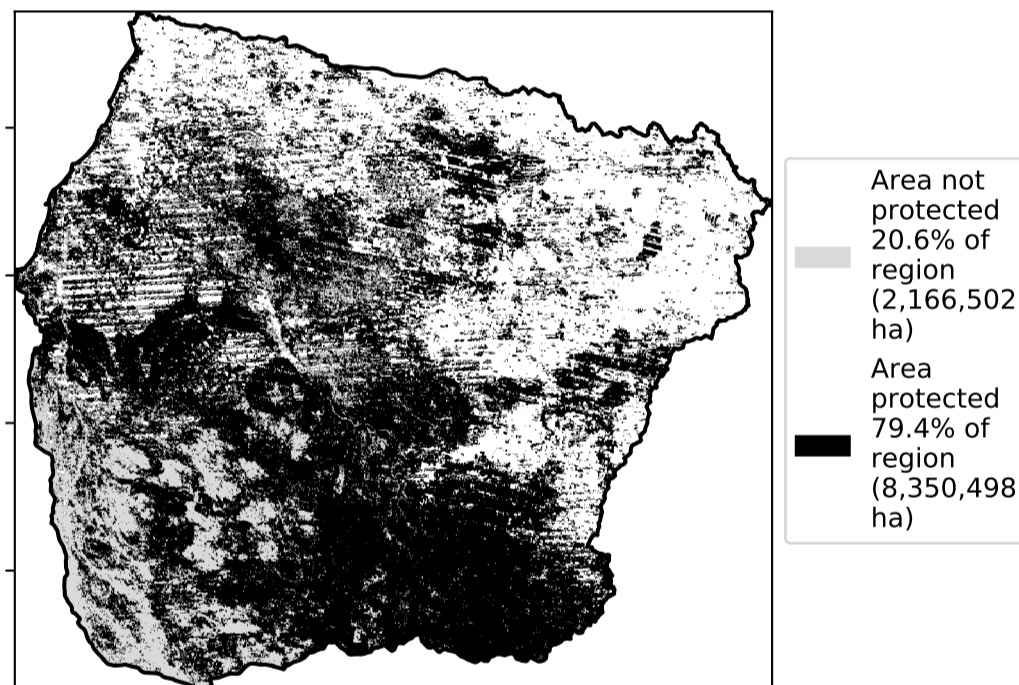 Area not
protected
20.6% of
region
(2,166,502
ha)
Area
protected
79.4% of
region
(8,350,498
ha)